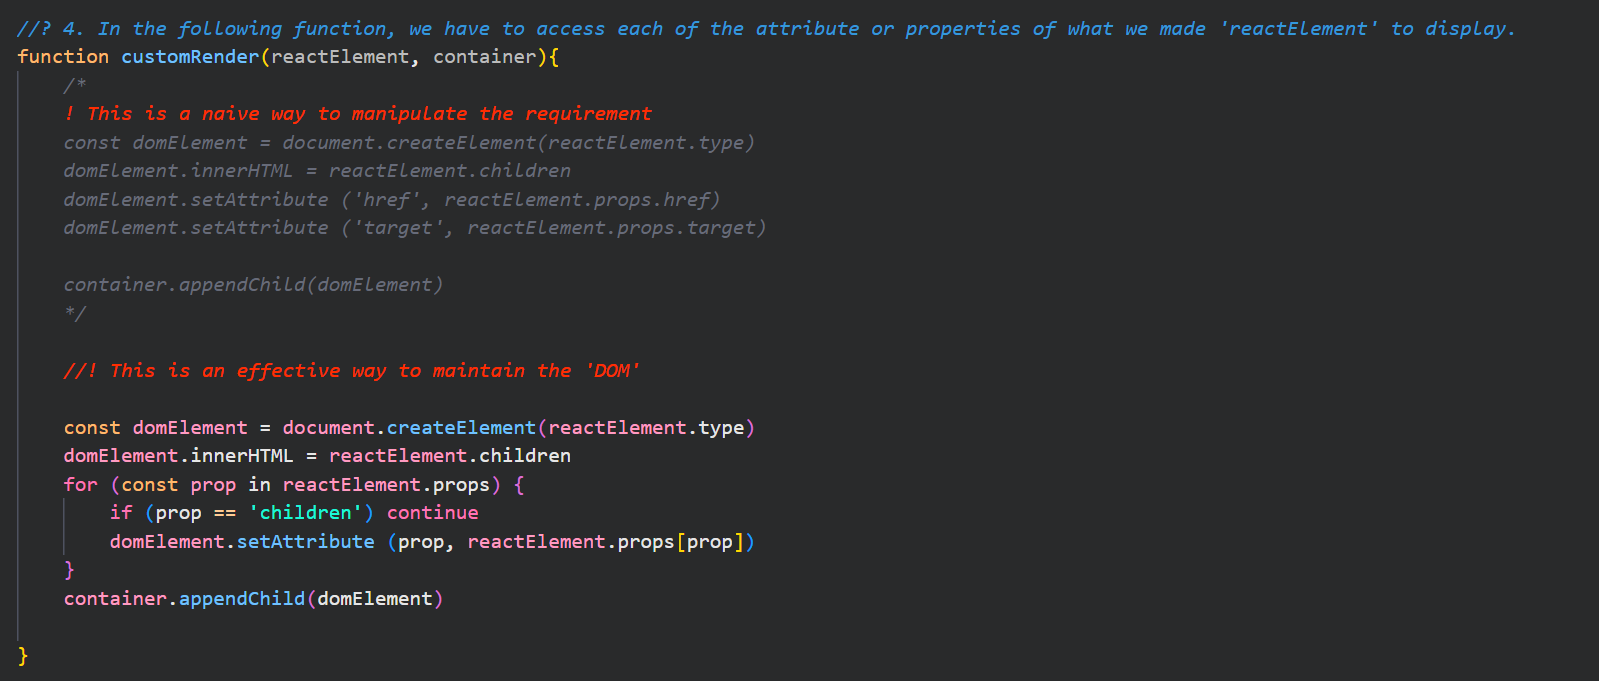 //? 4. In the following function, we have to access each of the attribute or properties of what we made 'reactElement' to display.
function customRender(reactElement, container){
/*
! This is a naive way to manipulate the requirement
const domElement = document.createElement(reactElement.type)
domElement.innerHTML = reactElement.children
domElement.setAttribute ('href', reactElement.props.href)
domElement.setAttribute ('target', reactElement.props.target)
container.appendChild(domElement)
*/
//! This is an effective way to maintain the 'DOM'
const domElement = document.createElement(reactElement.type)
domElement.innerHTML = reactElement.children
for (const prop in reactElement.props) {
if (prop == 'children') continue
domElement.setAttribute (prop, reactElement.props[prop])
}
container.appendChild(domElement)
}